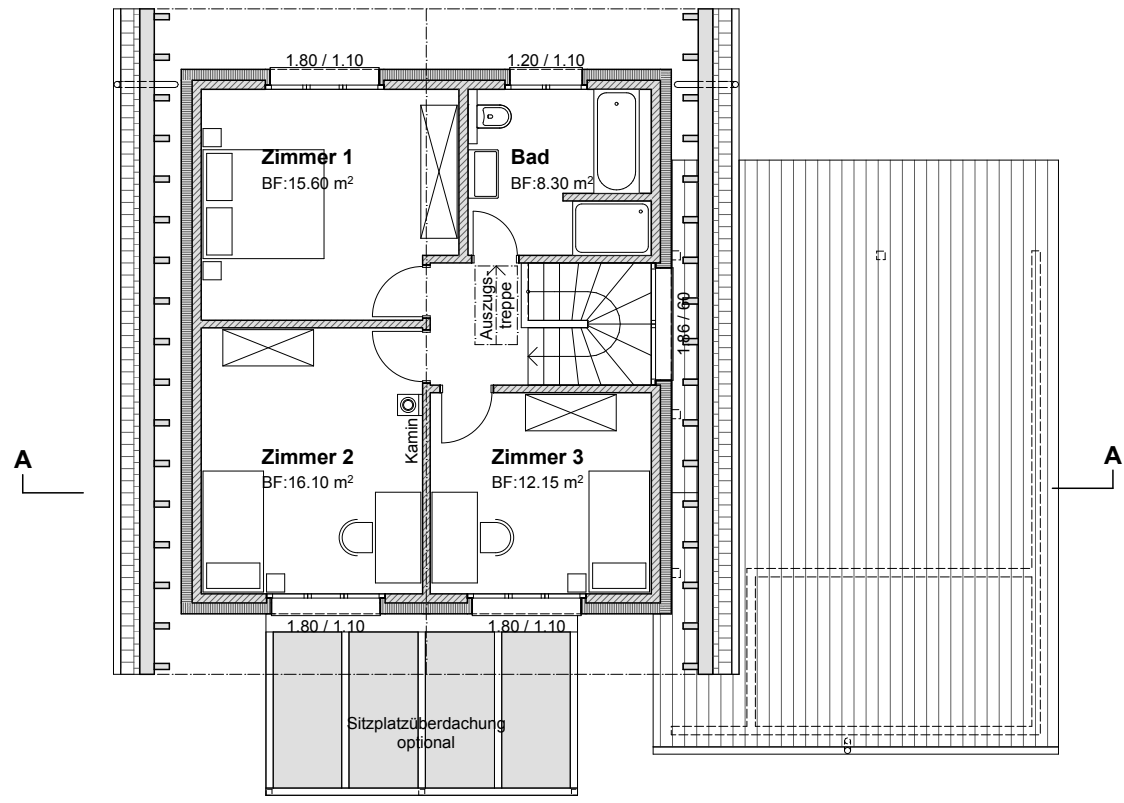 1.80 / 1.10
1.20 / 1.10
Zimmer 1
BF:15.60 m²
Bad
BF:8.30 m²
Auszugs-
treppe
1.86 / 60
Kamin
A
Zimmer 2
BF:16.10 m²
Zimmer 3
BF:12.15 m²
A
1.80 / 1.10
1.80 / 1.10
Sitzplatzüberdachung
optional